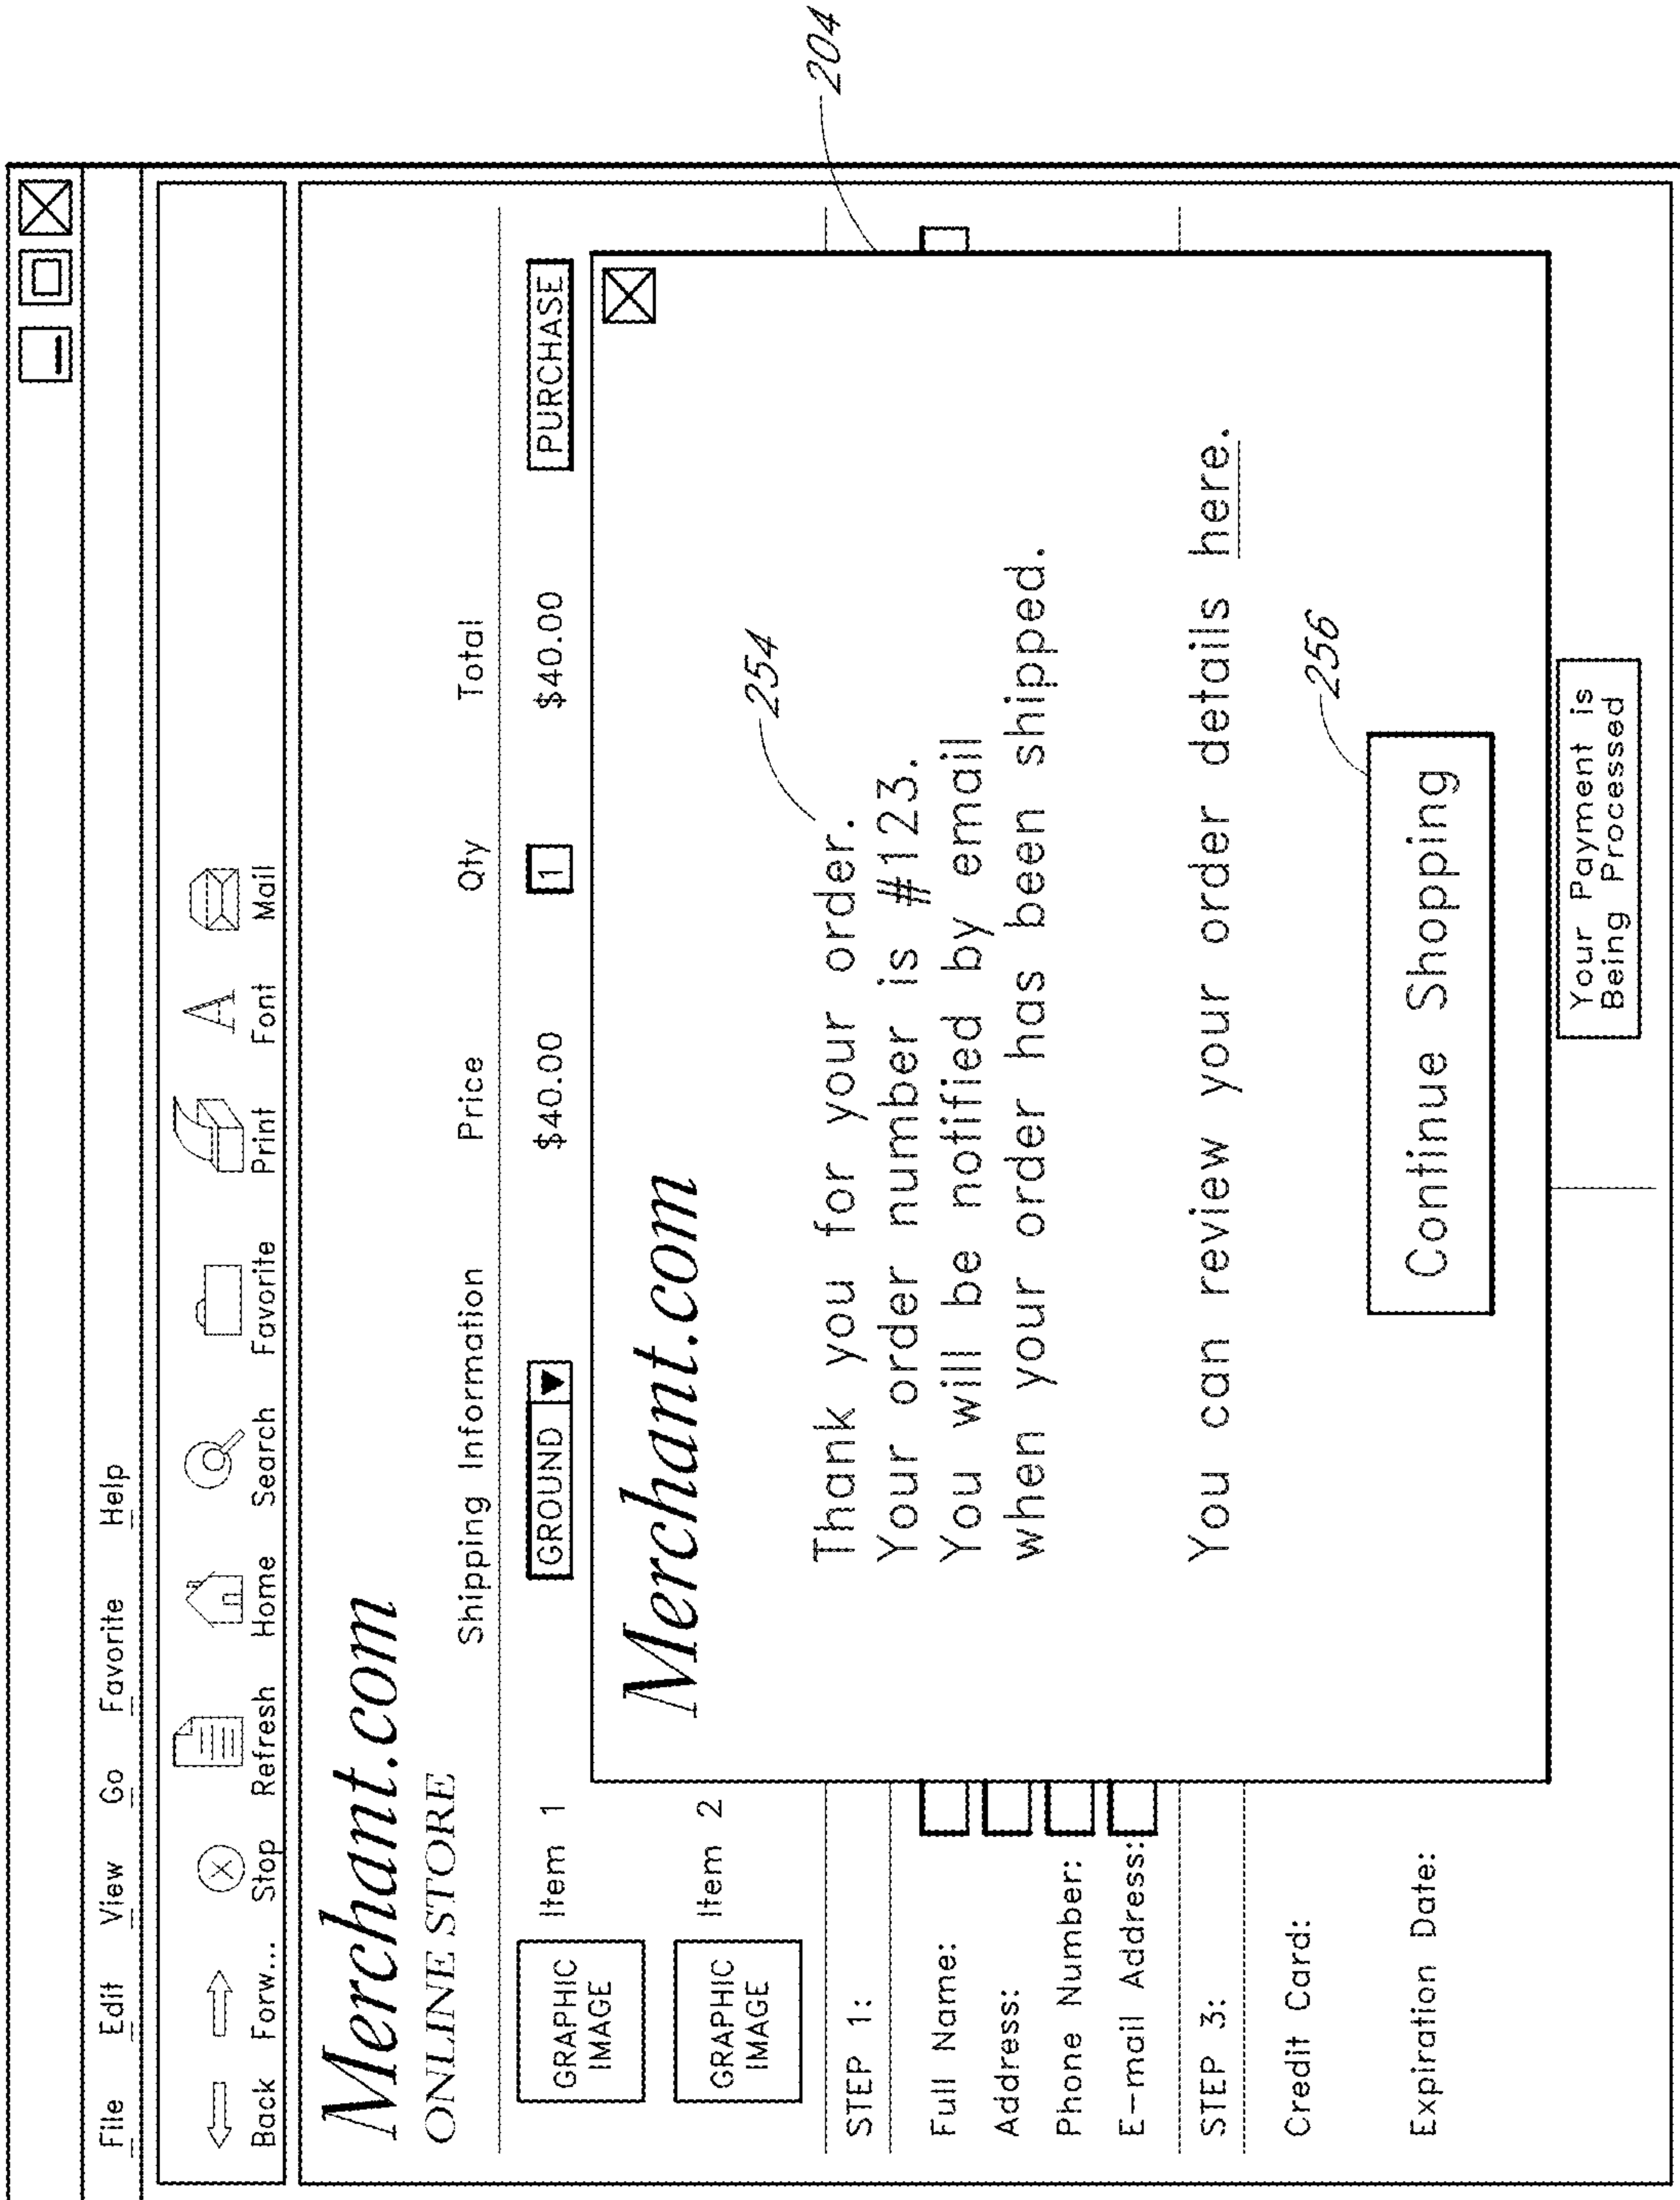 File Edit View Go Favorite Help
Back Forw... Stop Refresh Home Search Favorite Print Font Mail
Merchant.com
ONLINE STORE
Shipping Information Price Qty Total
GRAPHIC
IMAGE
Item 1 GROUND $40.00 1 $40.00 PURCHASE
GRAPHIC
IMAGE
Item 2
Merchant.com
204
254
Thank you for your order.
Your order number is #123.
You will be notified by email
when your order has been shipped.
You can review your order details here.
256
Continue Shopping
STEP 1:
Full Name:
Address:
Phone Number:
E-mail Address:
STEP 3:
Credit Card:
Expiration Date:
Your Payment is
Being Processed